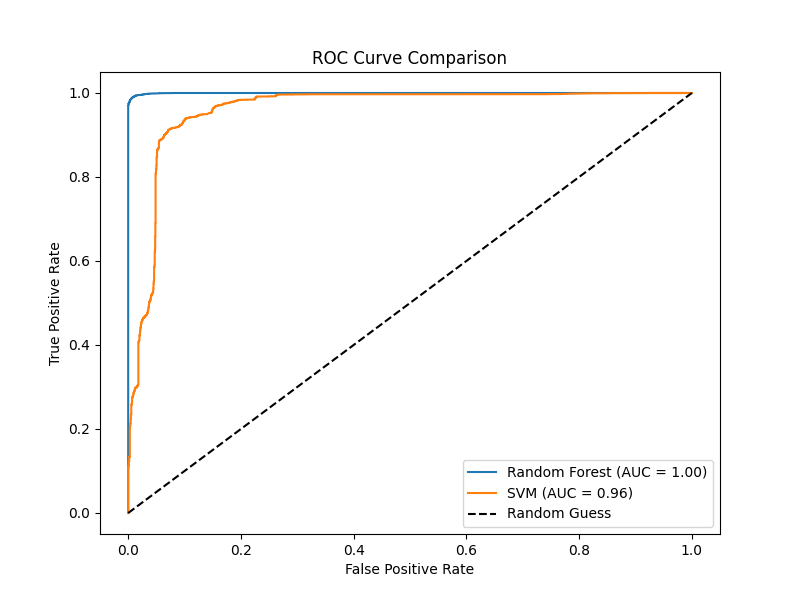 ROC Curve Comparison
True Positive Rate
1.0
0.8
0.6
0.4
0.2
0.0
Random Forest (AUC = 1.00)
SVM (AUC = 0.96)
Random Guess
0.0 0.2 0.4 0.6 0.8 1.0
False Positive Rate